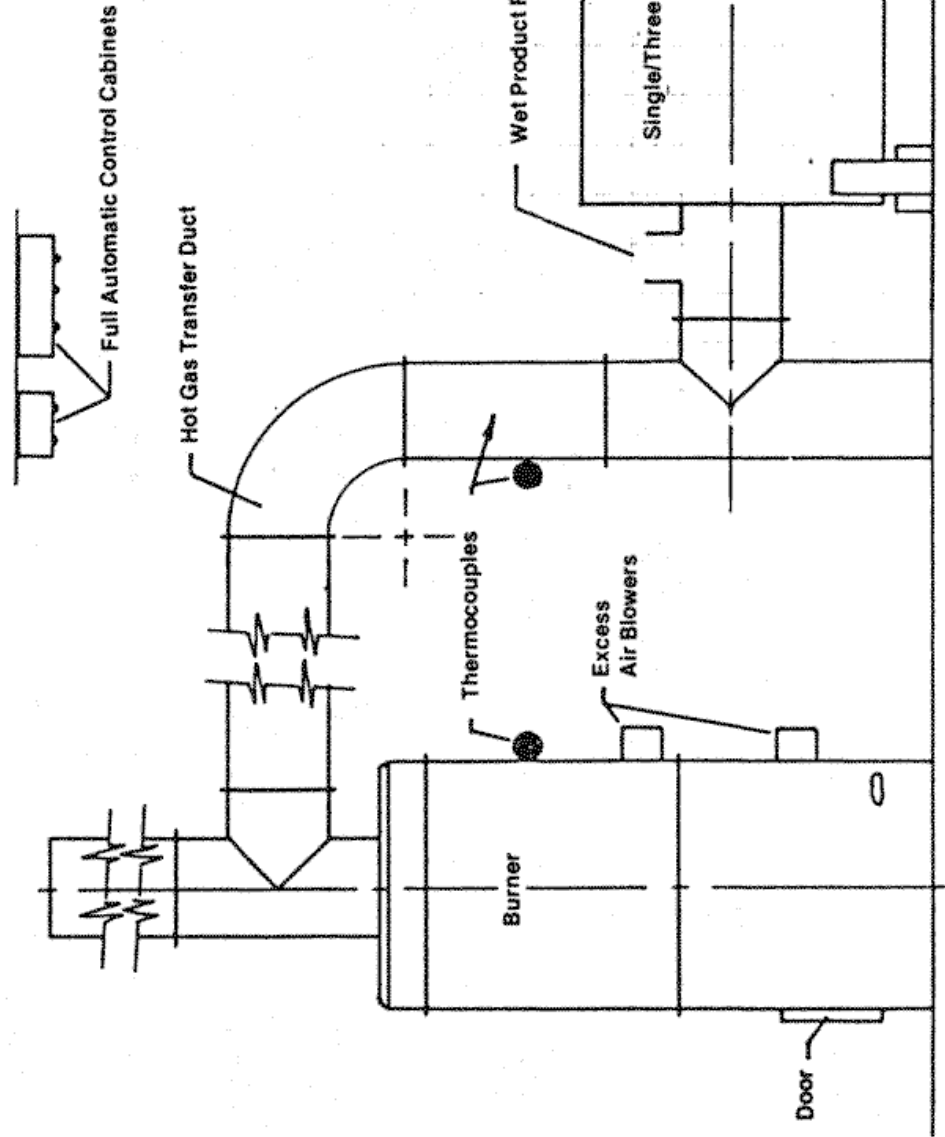 Full Automatic Control Cabinets
Hot Gas Transfer Duct
Wet Product
Single/Three
Thermocouples
Excess
Air Blowers
Burner
Door